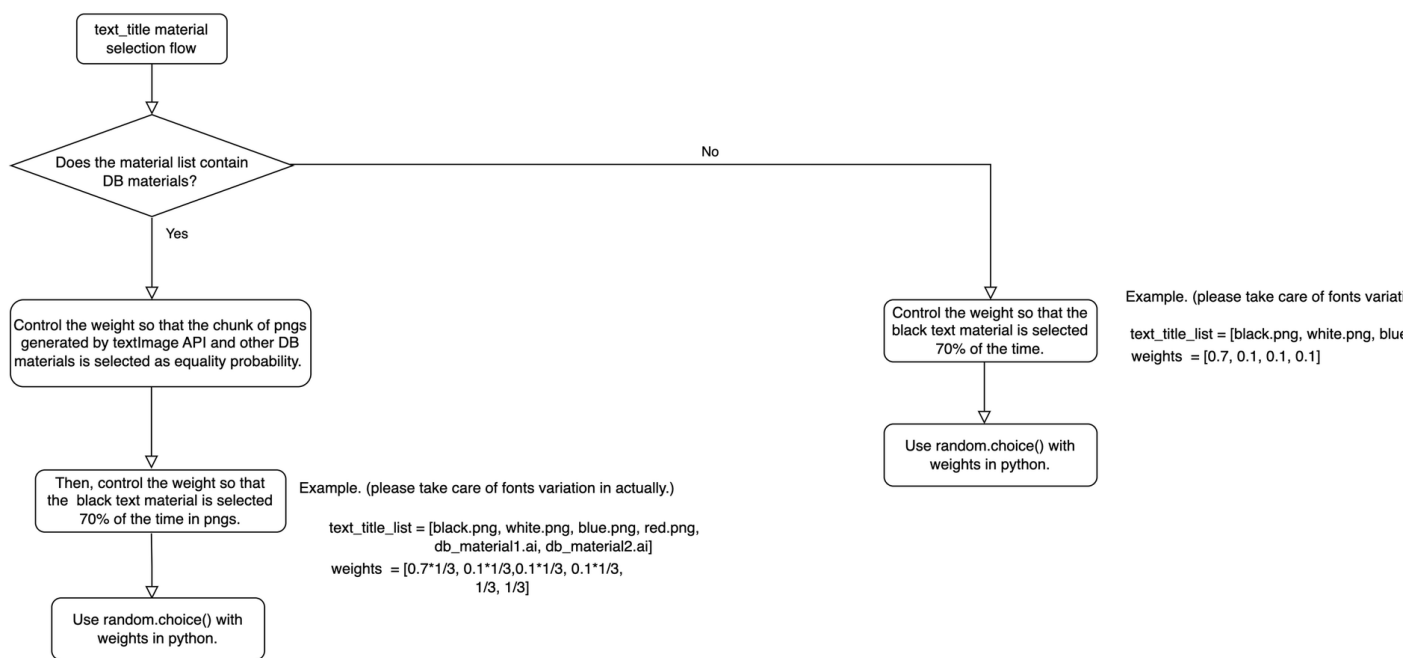 text_title material
selection flow
Does the material list contain
DB materials?
No
Yes
Control the weight so that the chunk of pngs
generated by textImage API and other DB
materials is selected as equality probability.
Control the weight so that the
black text material is selected
70% of the time.
Example. (please take care of fonts variati
text_title_list = [black.png, white.png, blue
weights = [0.7, 0.1, 0.1, 0.1]
Use random.choice() with
weights in python.
Then, control the weight so that
the black text material is selected
70% of the time in pngs.
Example. (please take care of fonts variation in actually.)
text_title_list = [black.png, white.png, blue.png, red.png,
db_material1.ai, db_material2.ai]
weights = [0.7*1/3, 0.1*1/3,0.1*1/3, 0.1*1/3,
1/3, 1/3]
Use random.choice() with
weights in python.